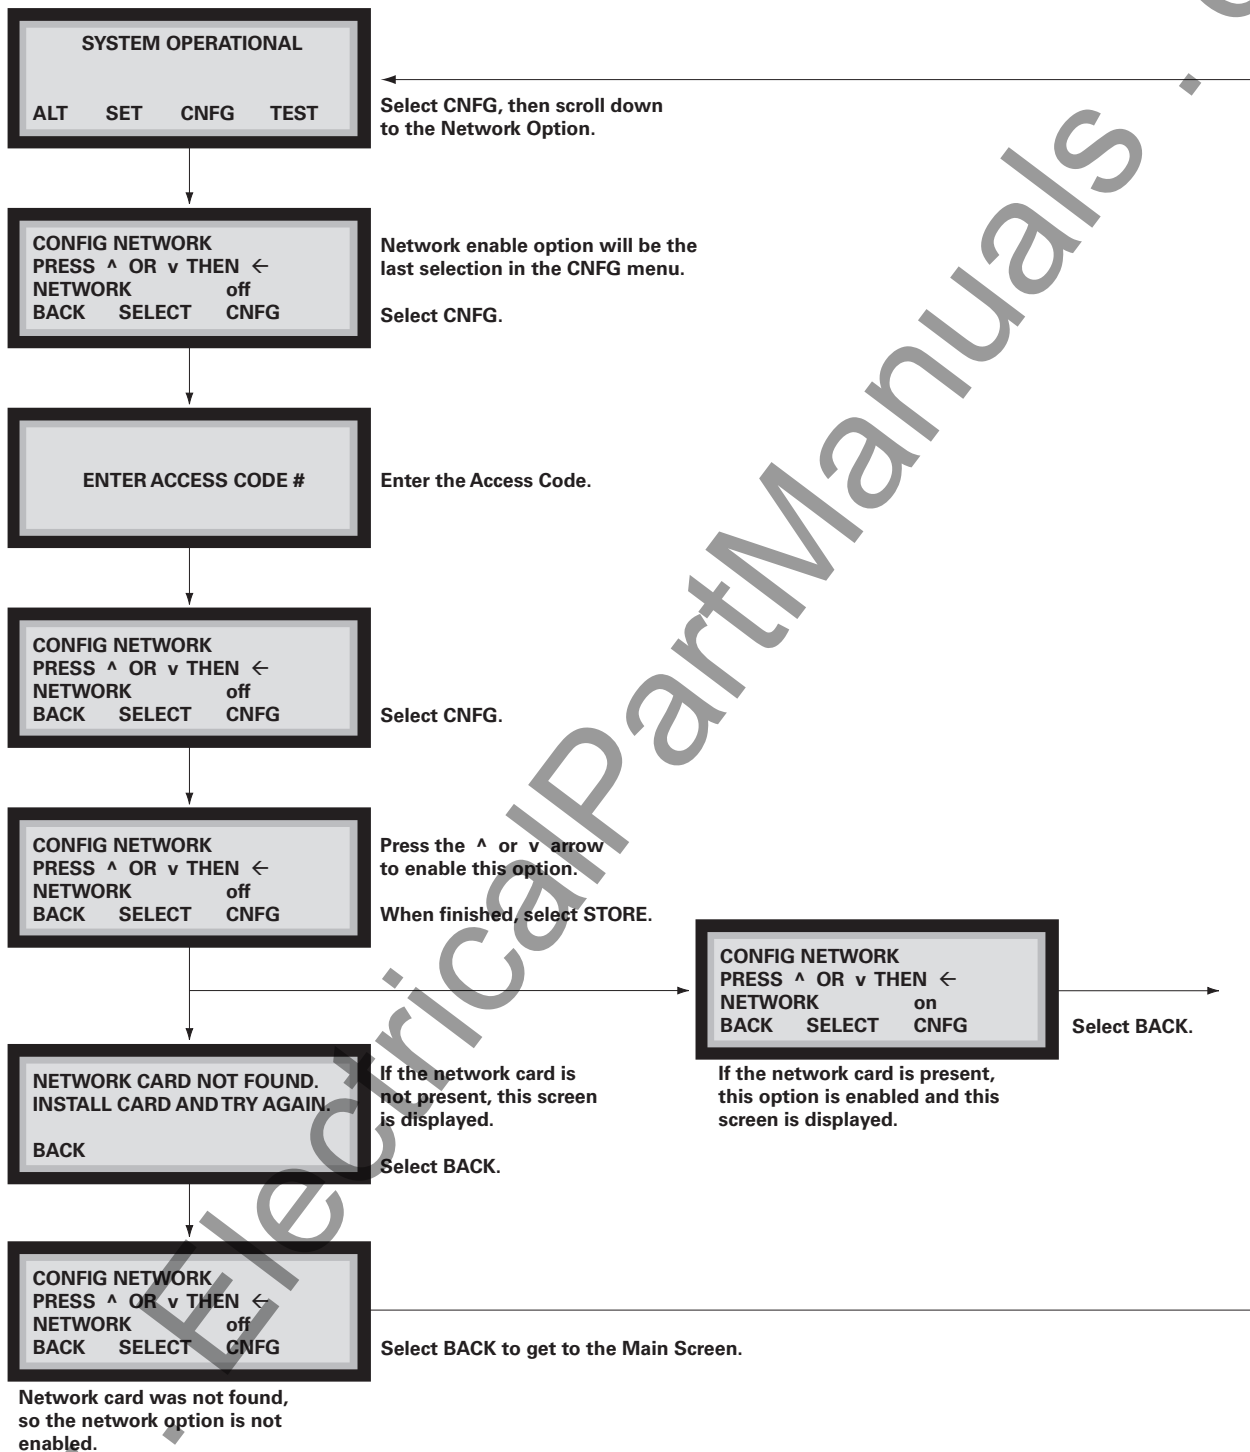 SYSTEM OPERATIONAL
ALT SET CNFG TEST
Select CNFG, then scroll down
to the Network Option.
CONFIG NETWORK
PRESS ^ OR v THEN ←
NETWORK off
BACK SELECT CNFG
Network enable option will be the
last selection in the CNFG menu.
Select CNFG.
ENTER ACCESS CODE #
Enter the Access Code.
CONFIG NETWORK
PRESS ^ OR v THEN ←
NETWORK off
BACK SELECT CNFG
Select CNFG.
CONFIG NETWORK
PRESS ^ OR v THEN ←
NETWORK off
BACK SELECT CNFG
Press the ^ or v arrow
to enable this option.
When finished, select STORE.
CONFIG NETWORK
PRESS ^ OR v THEN ←
NETWORK on
BACK SELECT CNFG
Select BACK.
If the network card is present,
this option is enabled and this
screen is displayed.
NETWORK CARD NOT FOUND.
INSTALL CARD AND TRY AGAIN.
BACK
If the network card is
not present, this screen
is displayed.
Select BACK.
CONFIG NETWORK
PRESS ^ OR v THEN ←
NETWORK off
BACK SELECT CNFG
Select BACK to get to the Main Screen.
Network card was not found,
so the network option is not
enabled.
. ElectricalPartManuals .